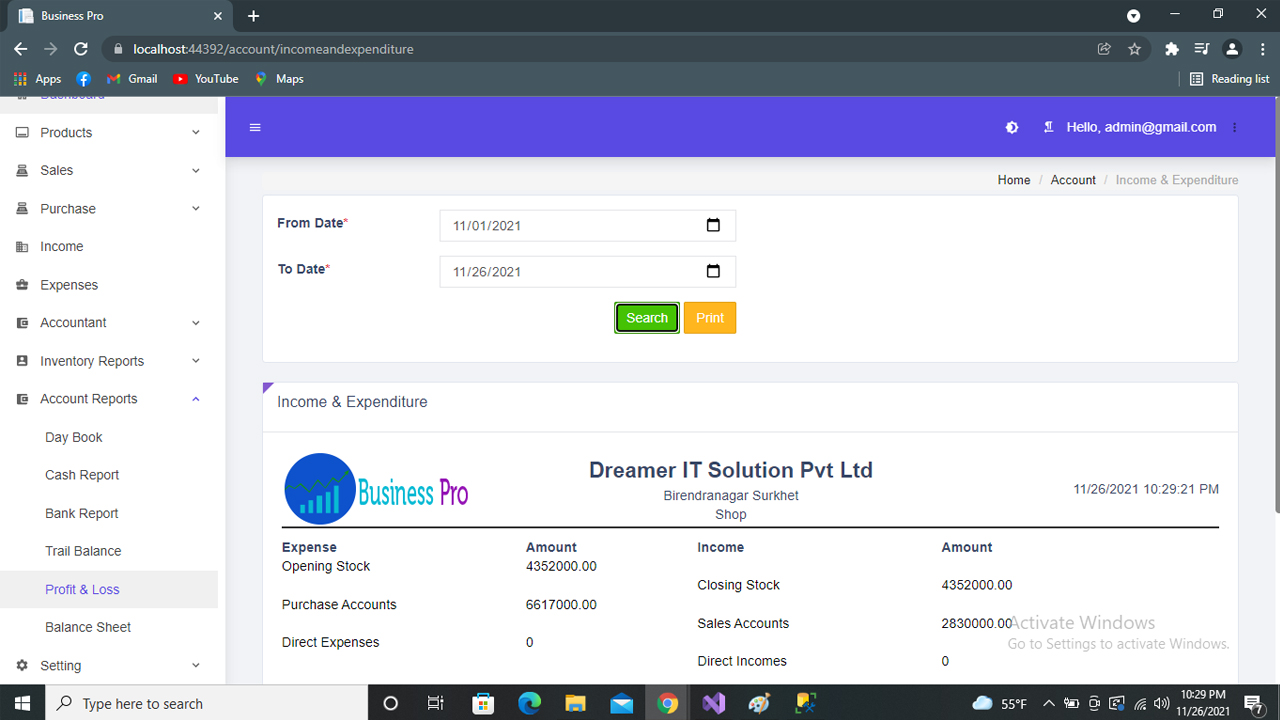 Business Pro
localhost:44392/account/incomeandexpenditure
Apps Gmail YouTube Maps Reading list
Dashboard
Products
Sales
Purchase
Income
Expenses
Accountant
Inventory Reports
Account Reports
Day Book
Cash Report
Bank Report
Trail Balance
Profit & Loss
Balance Sheet
Setting
Hello, admin@gmail.com
Home / Account / Income & Expenditure
From Date* 11/01/2021
To Date* 11/26/2021
Search Print
Income & Expenditure
Business Pro
Dreamer IT Solution Pvt Ltd
Birendranagar Surkhet
Shop
11/26/2021 10:29:21 PM
Expense Amount Income Amount
Opening Stock 4352000.00
Closing Stock 4352000.00
Purchase Accounts 6617000.00
Sales Accounts 2830000.00
Direct Expenses 0
Direct Incomes 0
Activate Windows
Go to Settings to activate Windows.
Type here to search
55°F
10:29 PM
11/26/2021
7